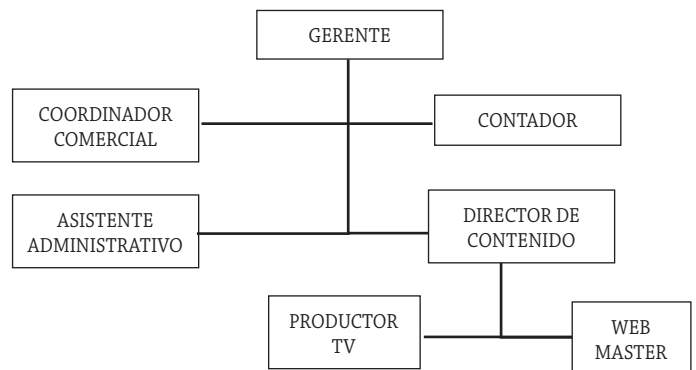 GERENTE
COORDINADOR
COMERCIAL
CONTADOR
ASISTENTE
ADMINISTRATIVO
DIRECTOR DE
CONTENIDO
PRODUCTOR
TV
WEB
MASTER